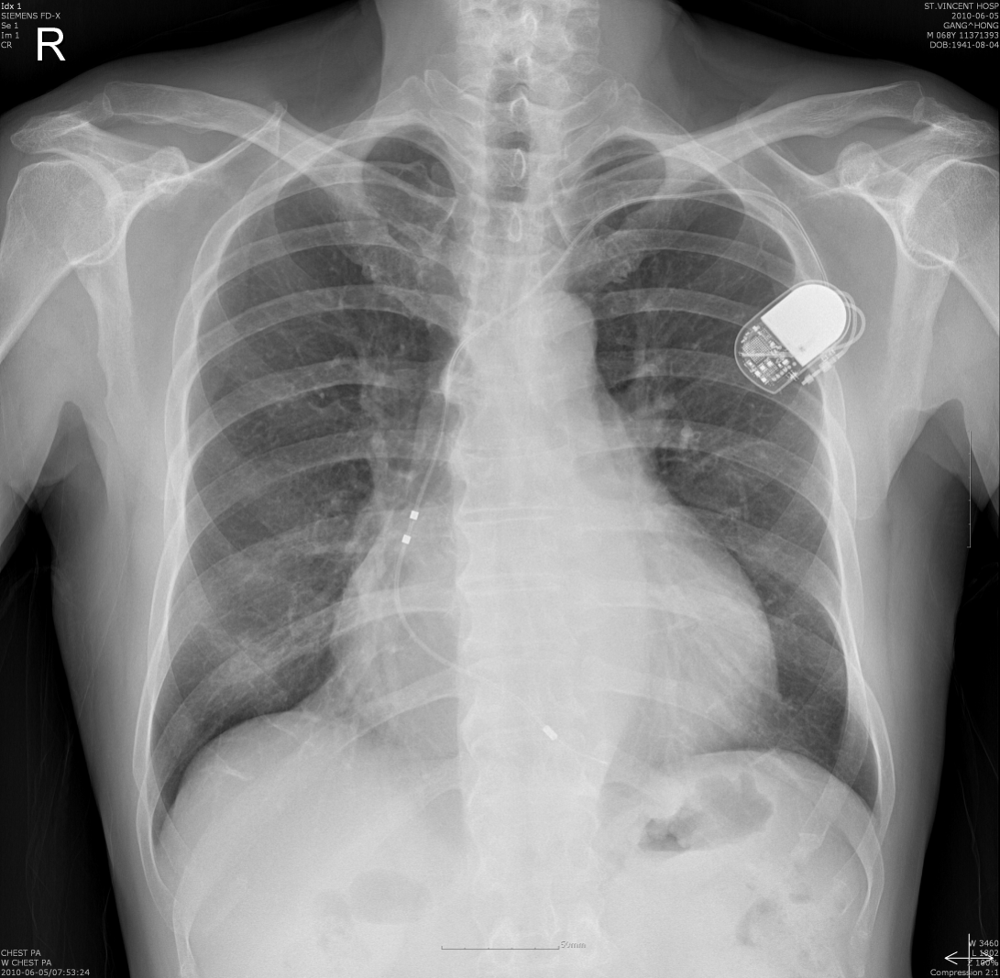 Idx 1
SIEMENS FD-X
Se 1
Im 1
CR
R
ST.VINCENT HOSP
2010-06-05
GANG^HONG
M 068Y 11371393
DOB:1941-08-04
50mm
CHEST PA
W CHEST PA
2010-06-05/07:53:24
W 3460
L 1802
Z 100%
Compression 2:1